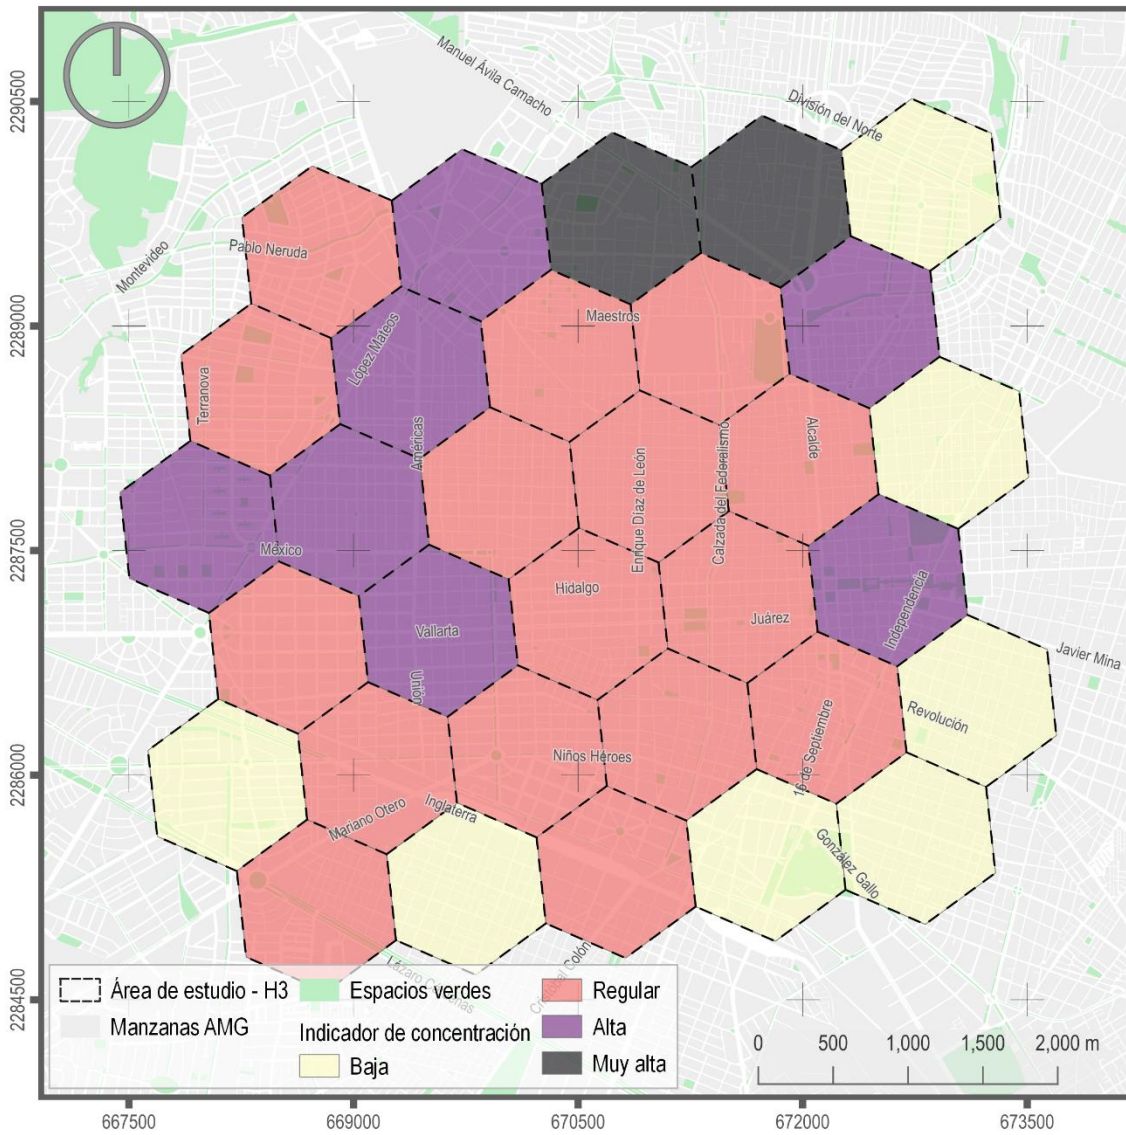 Manuel Ávila Camacho
División del Norte
2290500
Pablo Neruda
Montevideo
2289000
Maestros
López Mateos
Terranova
Américas
Alcalde
Enrique Díaz de León
Calzada del Federalismo
2287500
México
Hidalgo
Juárez
Independencia
Vallarta
Javier Mina
Unión
Revolución
16 de Septiembre
Niños Héroes
2286000
Inglaterra
Mariano Otero
González Gallo
Lázaro Cárdenas
Cristobal Colón
2284500
Área de estudio - H3
Manzanas AMG
Espacios verdes
Indicador de concentración
Baja
Regular
Alta
Muy alta
0 500 1,000 1,500 2,000 m
667500 669000 670500 672000 673500